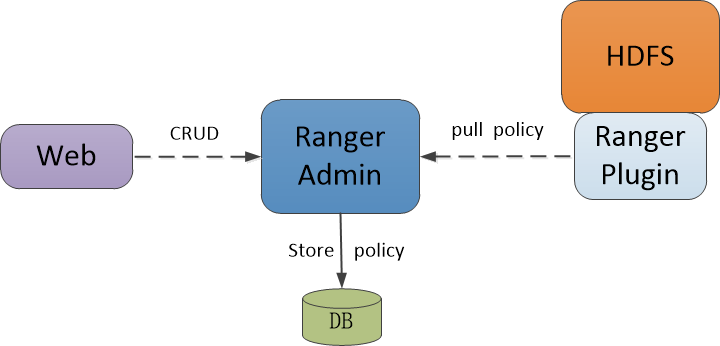 HDFS
CRUD
pull policy
Web
Ranger
Admin
Ranger
Plugin
Store policy
DB